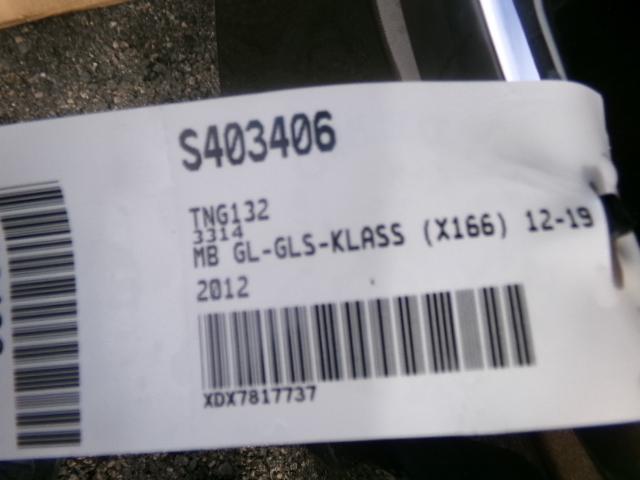 S403406
TNG132
3314
MB GL-GLS-KLASS (X166) 12-19
2012
XDX7817737